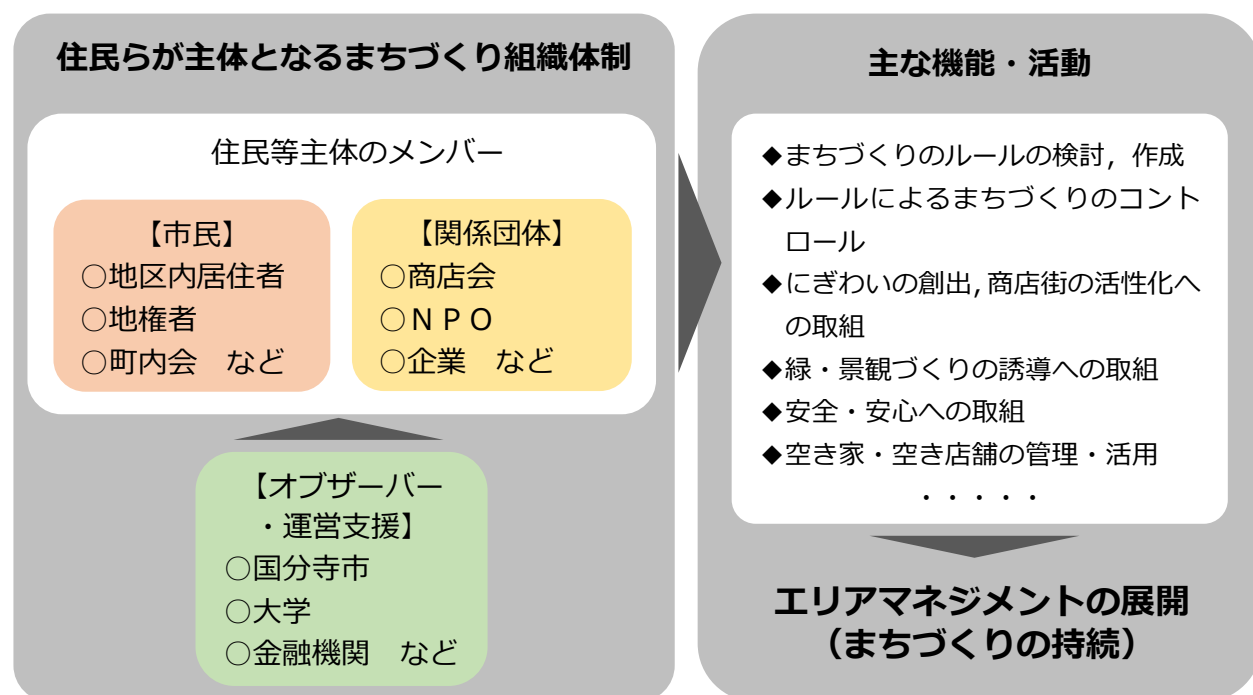 住民らが主体となるまちづくり組織体制
住民等主体のメンバー
【市民】
○地区内居住者
○地権者
○町内会　など
【関係団体】
○商店会
○ＮＰＯ
○企業　など
【オブザーバー
・運営支援】
○国分寺市
○大学
○金融機関　など
主な機能・活動
◆まちづくりのルールの検討，作成
◆ルールによるまちづくりのコント
ロール
◆にぎわいの創出，商店街の活性化へ
の取組
◆緑・景観づくりの誘導への取組
◆安全・安心への取組
◆空き家・空き店舗の管理・活用
・・・・・
エリアマネジメントの展開
（まちづくりの持続）